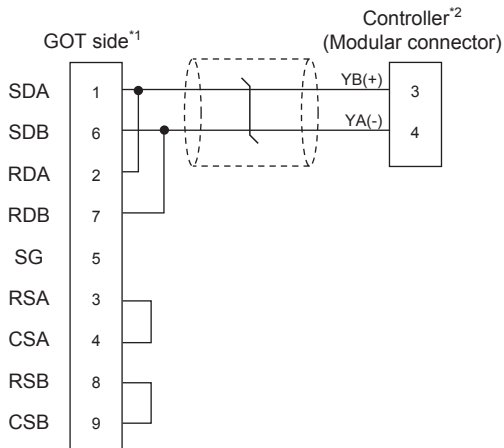 Controller*2
(Modular connector)
GOT side*1
SDA 1 YB(+) 3
SDB 6 YA(-) 4
RDA 2
RDB 7
SG 5
RSA 3
CSA 4
RSB 8
CSB 9